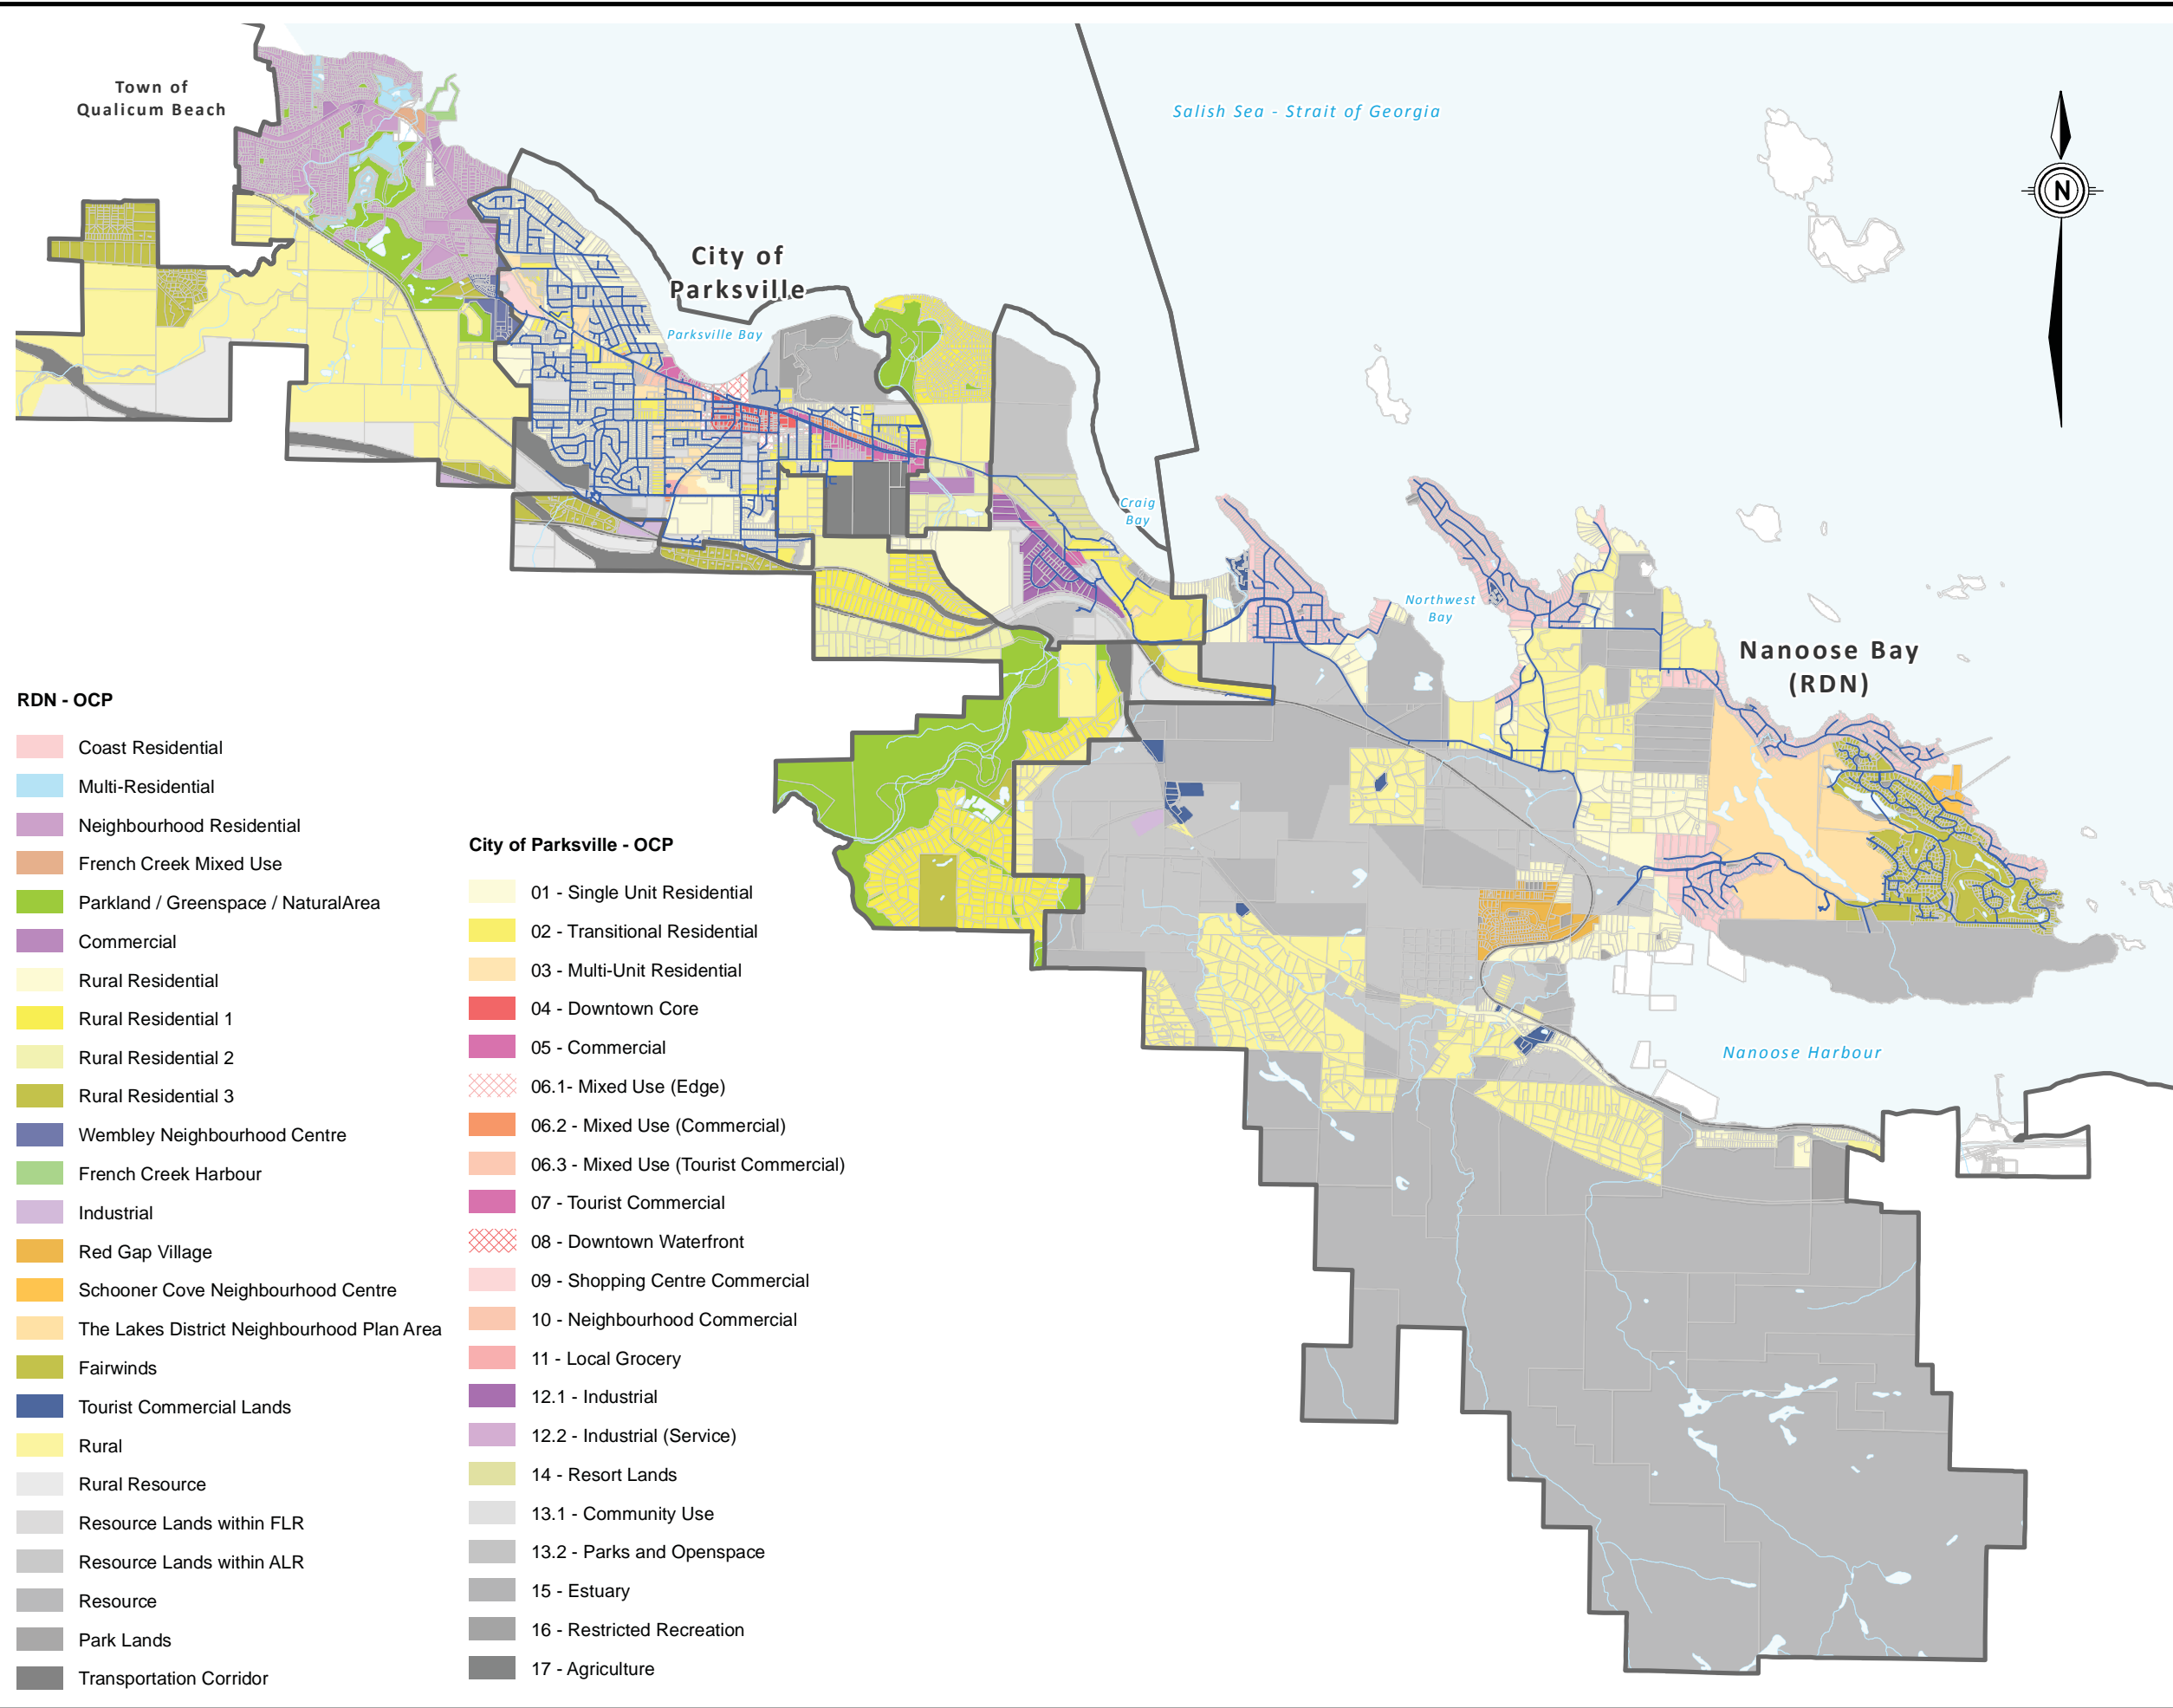 Town of
Qualicum Beach
Salish Sea - Strait of Georgia
N
City of
Parksville
Parksville Bay
Craig
Bay
Northwest
Bay
Nanoose Bay
(RDN)
Nanoose Harbour
RDN - OCP
Coast Residential
Multi-Residential
Neighbourhood Residential
French Creek Mixed Use
Parkland / Greenspace / NaturalArea
Commercial
Rural Residential
Rural Residential 1
Rural Residential 2
Rural Residential 3
Wembley Neighbourhood Centre
French Creek Harbour
Industrial
Red Gap Village
Schooner Cove Neighbourhood Centre
The Lakes District Neighbourhood Plan Area
Fairwinds
Tourist Commercial Lands
Rural
Rural Resource
Resource Lands within FLR
Resource Lands within ALR
Resource
Park Lands
Transportation Corridor
City of Parksville - OCP
01 - Single Unit Residential
02 - Transitional Residential
03 - Multi-Unit Residential
04 - Downtown Core
05 - Commercial
06.1- Mixed Use (Edge)
06.2 - Mixed Use (Commercial)
06.3 - Mixed Use (Tourist Commercial)
07 - Tourist Commercial
08 - Downtown Waterfront
09 - Shopping Centre Commercial
10 - Neighbourhood Commercial
11 - Local Grocery
12.1 - Industrial
12.2 - Industrial (Service)
14 - Resort Lands
13.1 - Community Use
13.2 - Parks and Openspace
15 - Estuary
16 - Restricted Recreation
17 - Agriculture